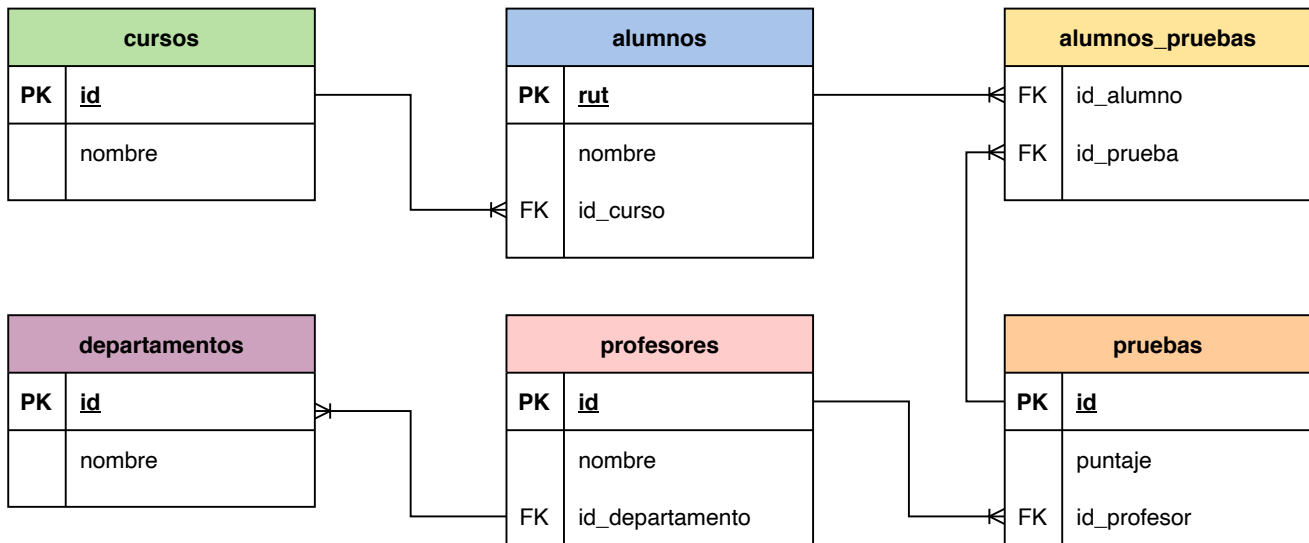 cursos
PK id
nombre
alumnos
PK rut
nombre
FK id_curso
alumnos_pruebas
FK id_alumno
FK id_prueba
departamentos
PK id
nombre
profesores
PK id
nombre
FK id_departamento
pruebas
PK id
puntaje
FK id_profesor